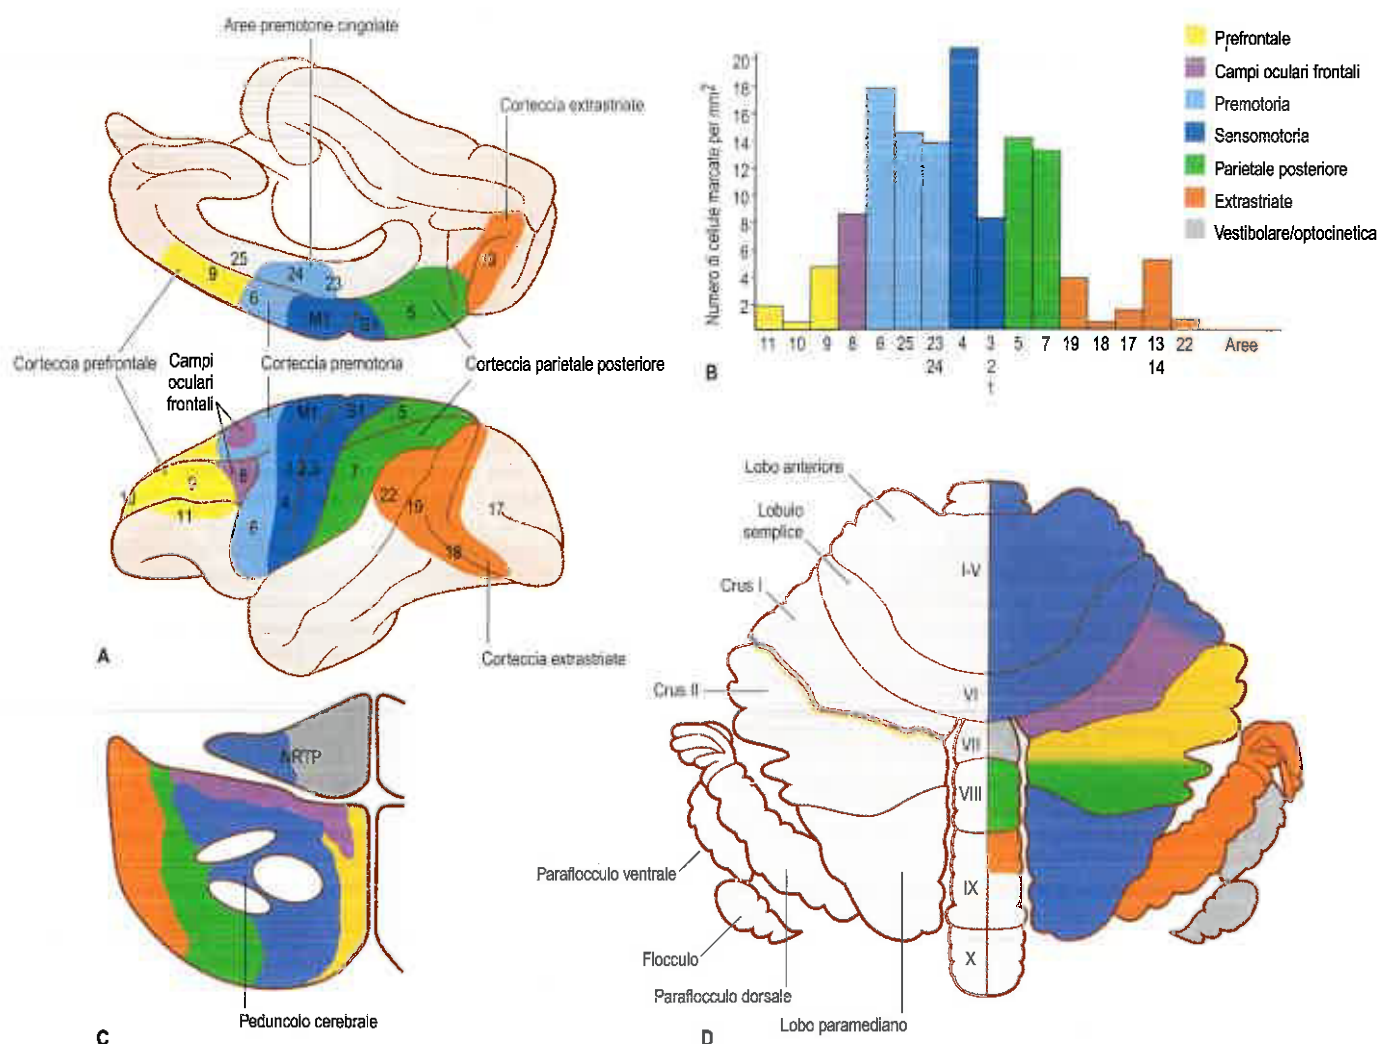 Aree premotorie cingolate
Corteccia extrastriate
25
9
24
23
6
M1
S1
5
19
Corteccia prefrontale
Campi
oculari
frontali
Corteccia premotoria
Corteccia parietale posteriore
M1
S1
5
10
9
11
8
6
4
1,2,3
7
22
19
18
17
Corteccia extrastriate
A
Numero di cellule marcate per mm²
20
18
16
14
12
10
8
6
4
2
11 10 9 8 6 25 23 4 3 5 7 19 18 17 13 22 Aree
24 2 14
1
B
Prefrontale
Campi oculari frontali
Premotoria
Sensomotoria
Parietale posteriore
Extrastriate
Vestibolare/optocinetica
NRTP
Peduncolo cerebrale
C
Lobo anteriore
Lobulo
semplice
Crus I
Crus II
I-V
VI
VII
VIII
IX
X
Paraflocculo ventrale
Flocculo
Paraflocculo dorsale
Lobo paramediano
D